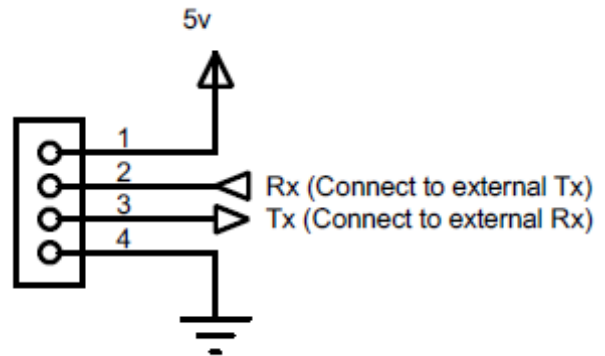 5v
1
2
Rx (Connect to external Tx)
3
Tx (Connect to external Rx)
4